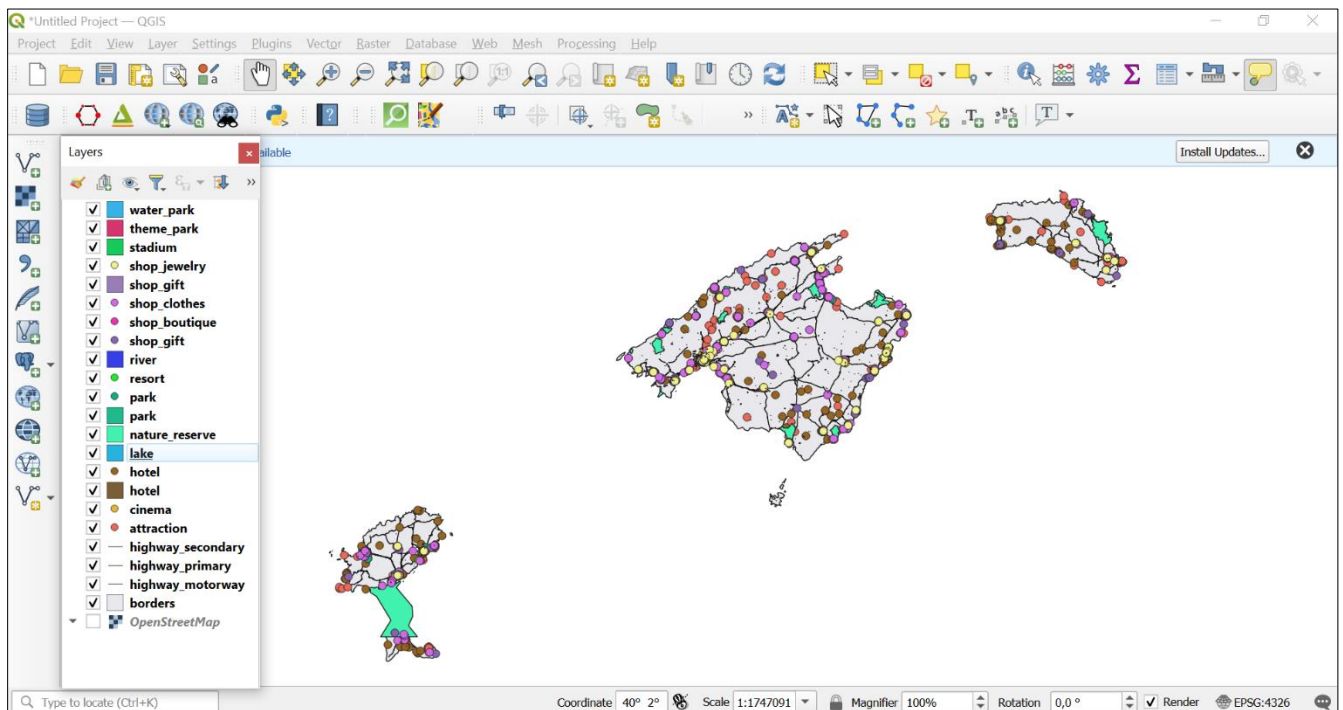 *Untitled Project — QGIS
Project Edit View Layer Settings Plugins Vector Raster Database Web Mesh Processing Help
Layers
ailable
Install Updates...
water_park
theme_park
stadium
shop_jewelry
shop_gift
shop_clothes
shop_boutique
shop_gift
river
resort
park
park
nature_reserve
lake
hotel
hotel
cinema
attraction
highway_secondary
highway_primary
highway_motorway
borders
OpenStreetMap
Type to locate (Ctrl+K) Coordinate 40° 2° Scale 1:1747091 Magnifier 100% Rotation 0,0 ° Render EPSG:4326